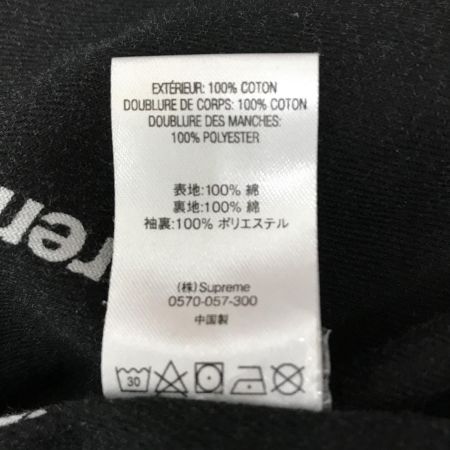 EXTÉRIEUR: 100% COTON
DOUBLURE DE CORPS: 100% COTON
DOUBLURE DES MANCHES:
100% POLYESTER
表地:100% 綿
裏地:100% 綿
袖裏:100% ポリエステル
(株)Supreme
0570-057-300
中国製
30